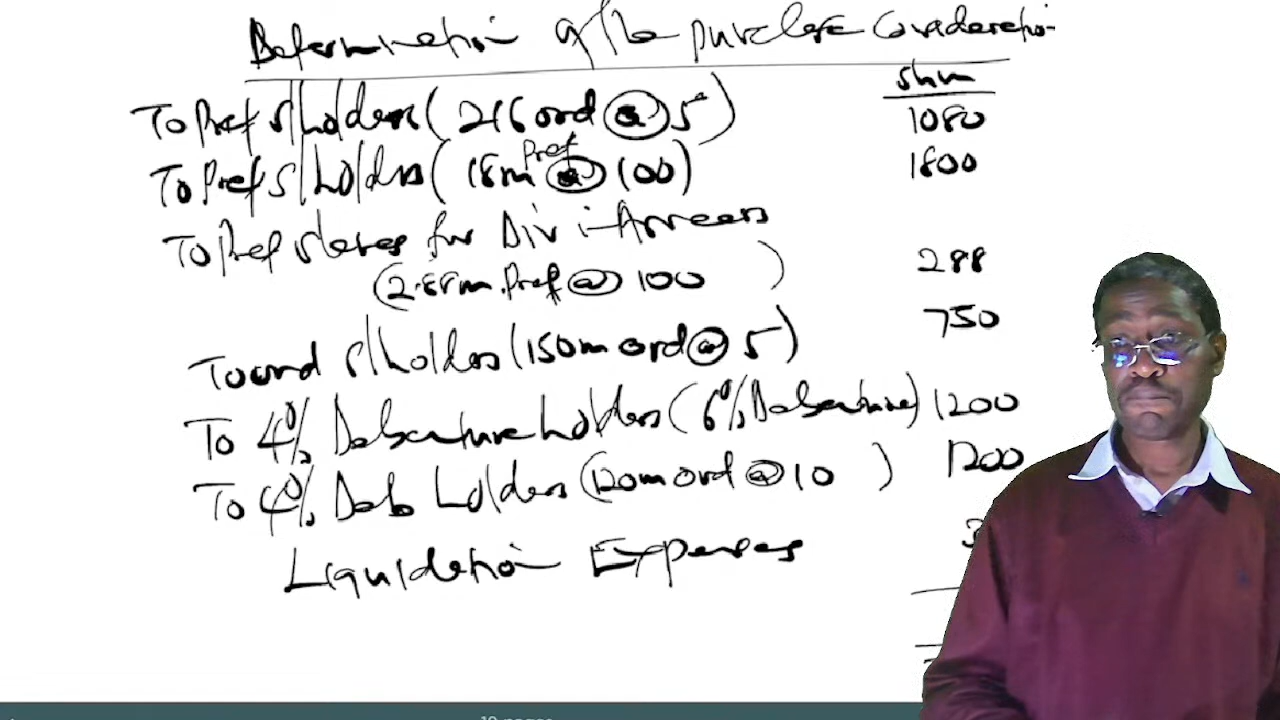 Determination of the purchase Consideration
shm
To Pref s/holders (216 ord @ 5) 1080
To Pref s/holders (18m Pref @ 100) 1800
To Pref shares for Div in Arrears
(2.88m Pref @ 100) 288
To ord s/holders (150m ord @ 5) 750
To 4% Debenture holders (6% Debenture) 1200
To 4% Deb holders (120m ord @ 10) 1200
Liquidation Expenses 3